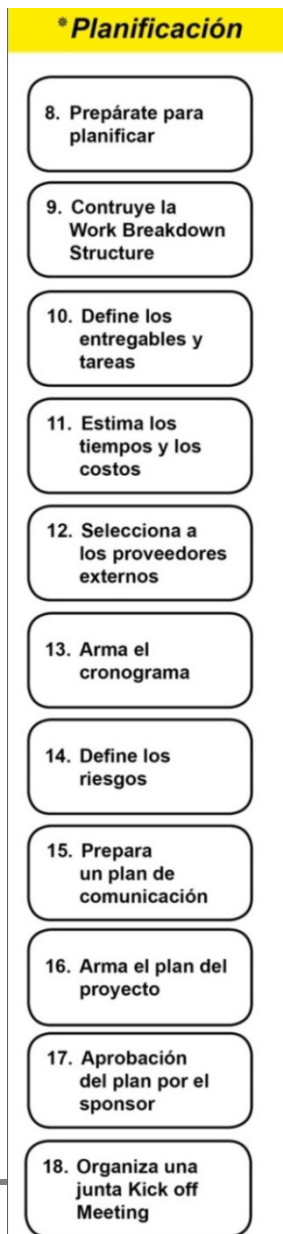 *Planificación
8. Prepárate para
planificar
9. Contruye la
Work Breakdown
Structure
10. Define los
entregables y
tareas
11. Estima los
tiempos y los
costos
12. Selecciona a
los proveedores
externos
13. Arma el
cronograma
14. Define los
riesgos
15. Prepara
un plan de
comunicación
16. Arma el plan del
proyecto
17. Aprobación
del plan por el
sponsor
18. Organiza una
junta Kick off
Meeting